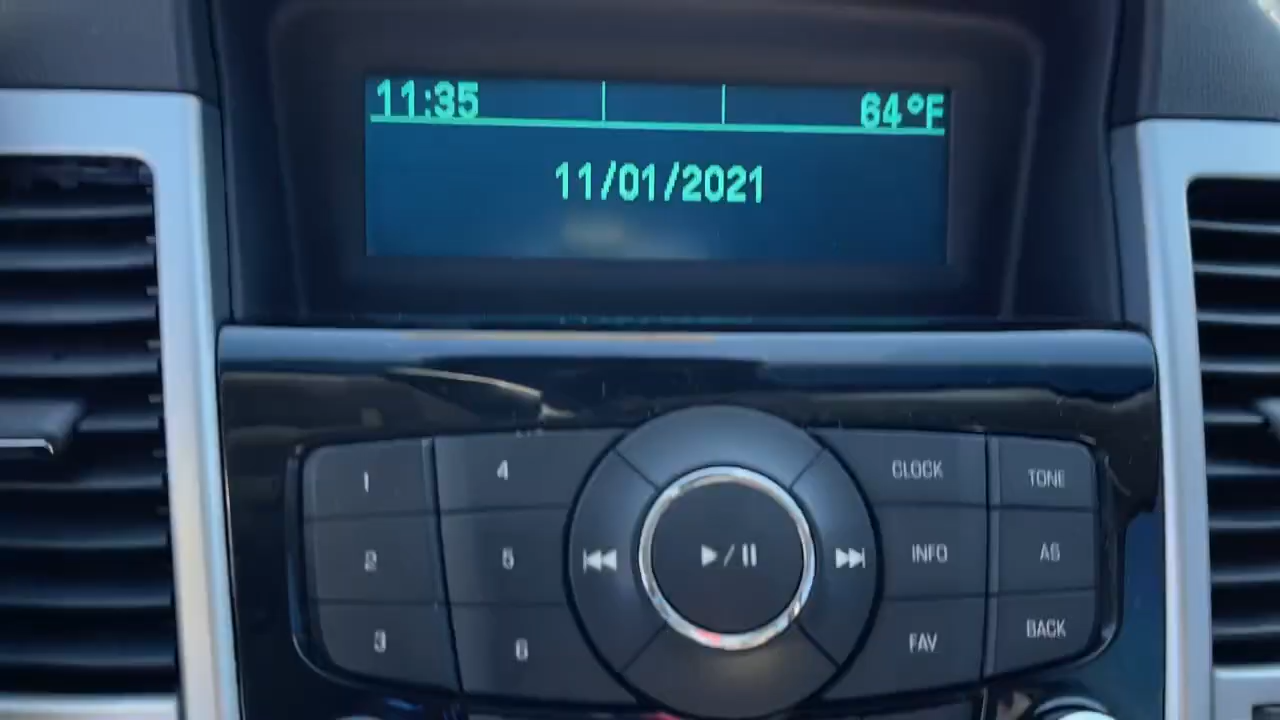 11:35 64°F
11/01/2021
1 4 CLOCK TONE
2 5 INFO AS
3 6 FAV BACK